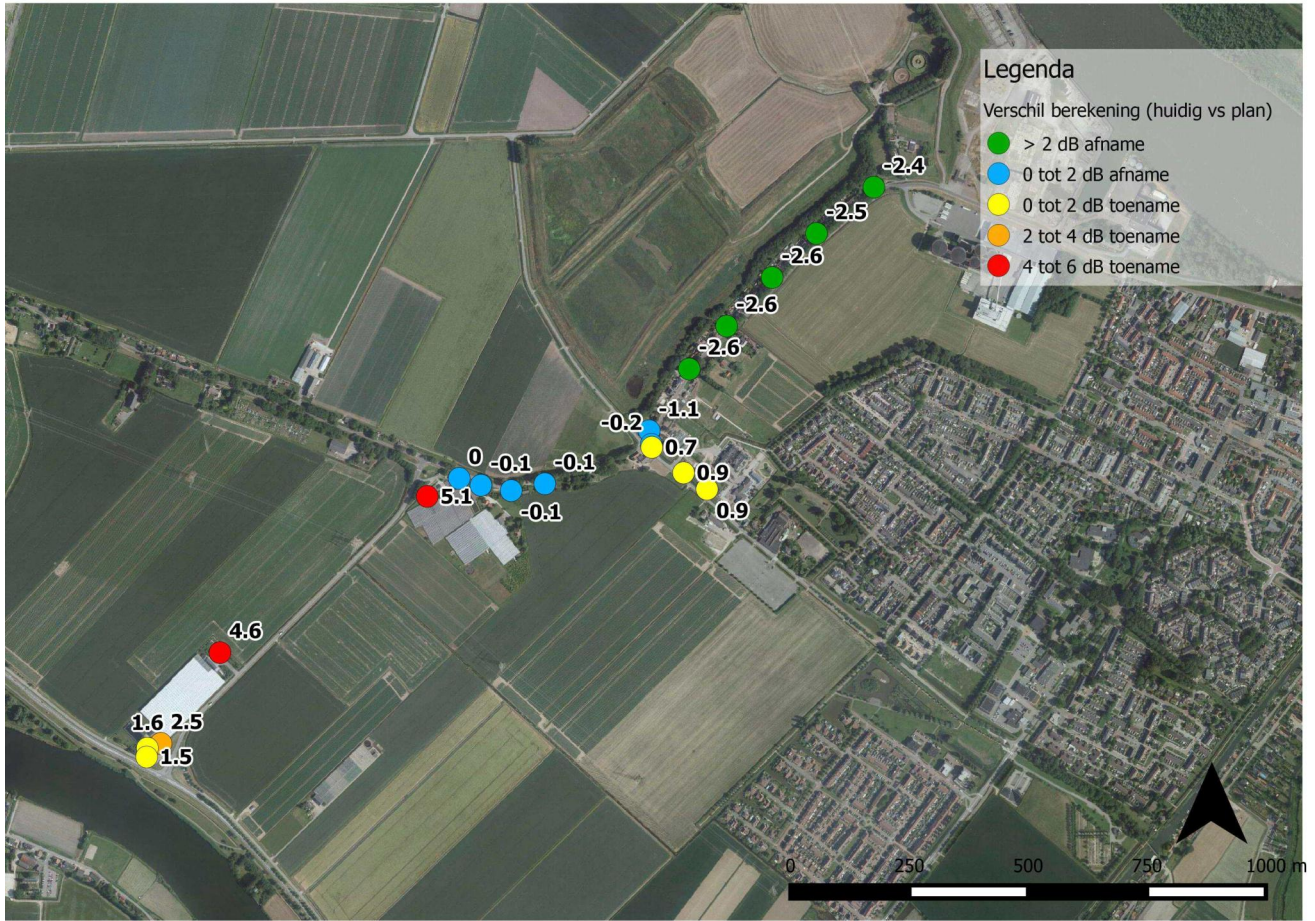 Legenda
Verschil berekening (huidig vs plan)
> 2 dB afname
0 tot 2 dB afname
0 tot 2 dB toename
2 tot 4 dB toename
4 tot 6 dB toename
-2.4
-2.5
-2.6
-2.6
-2.6
-1.1
-0.2
0.7
0.9
0.9
0
-0.1
-0.1
-0.1
5.1
4.6
1.6
2.5
1.5
0
250
500
750
1000 m